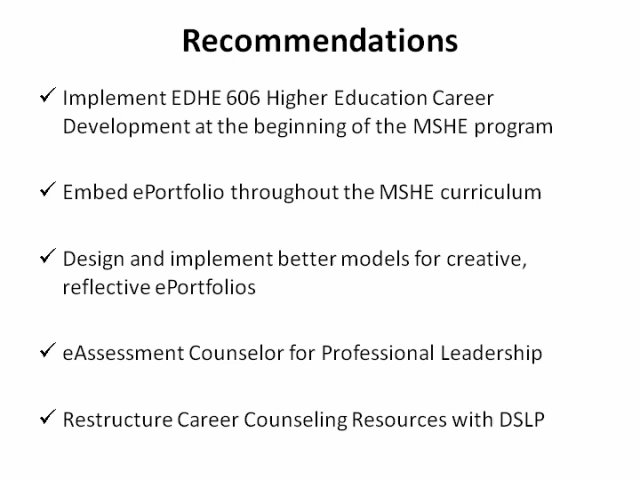 Recommendations
✓ Implement EDHE 606 Higher Education Career
Development at the beginning of the MSHE program
✓ Embed ePortfolio throughout the MSHE curriculum
✓ Design and implement better models for creative,
reflective ePortfolios
✓ eAssessment Counselor for Professional Leadership
✓ Restructure Career Counseling Resources with DSLP